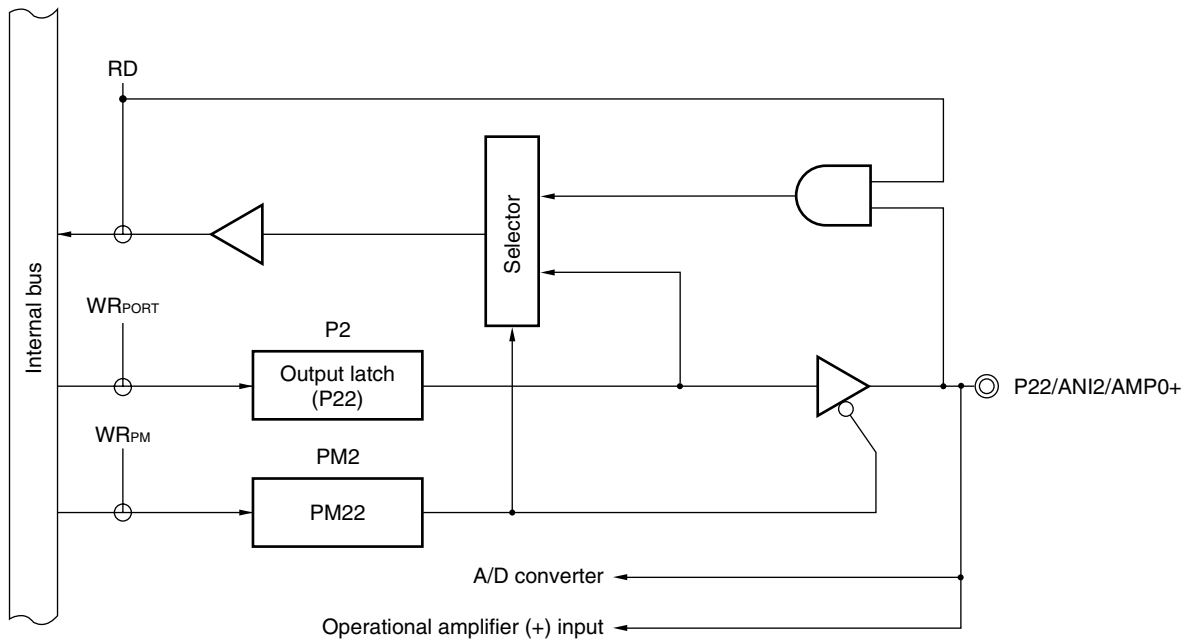 RD
Selector
Internal bus
WRPORT
P2
Output latch
(P22)
P22/ANI2/AMP0+
WRPM
PM2
PM22
A/D converter
Operational amplifier (+) input